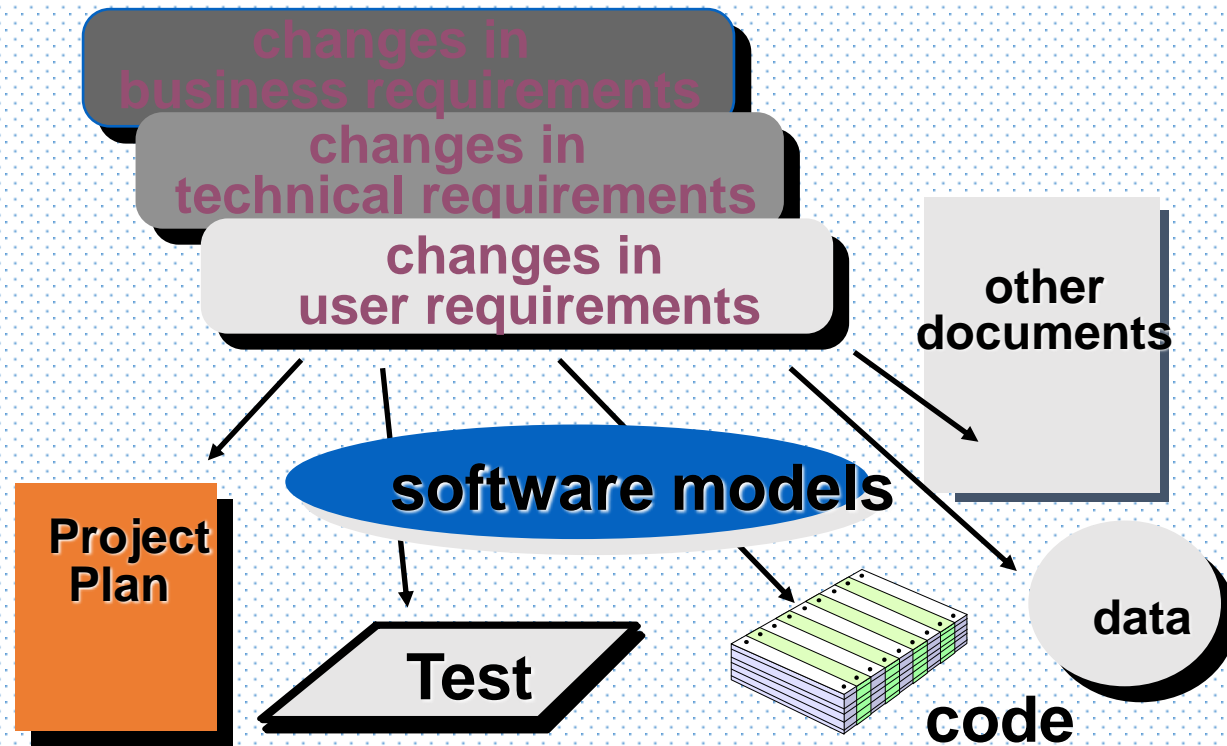 changes in
business requirements
changes in
technical requirements
changes in
user requirements
other
documents
software models
Project
Plan
Test
data
code